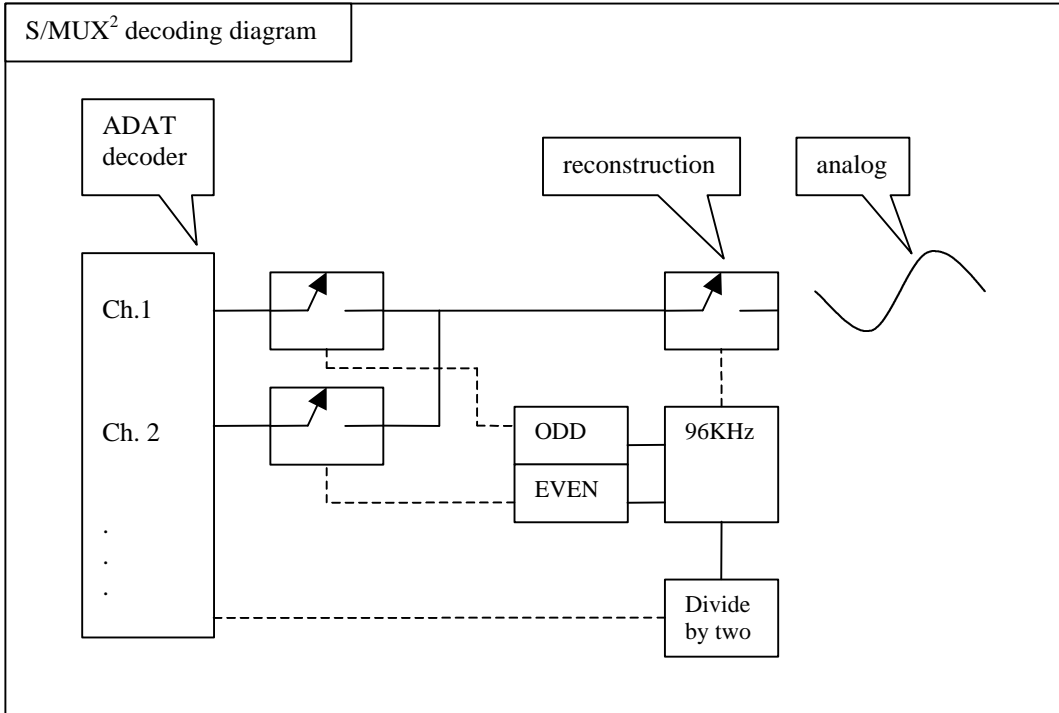 S/MUX² decoding diagram
ADAT
decoder
reconstruction
analog
Ch.1
Ch. 2
.
.
.
ODD
EVEN
96KHz
Divide
by two